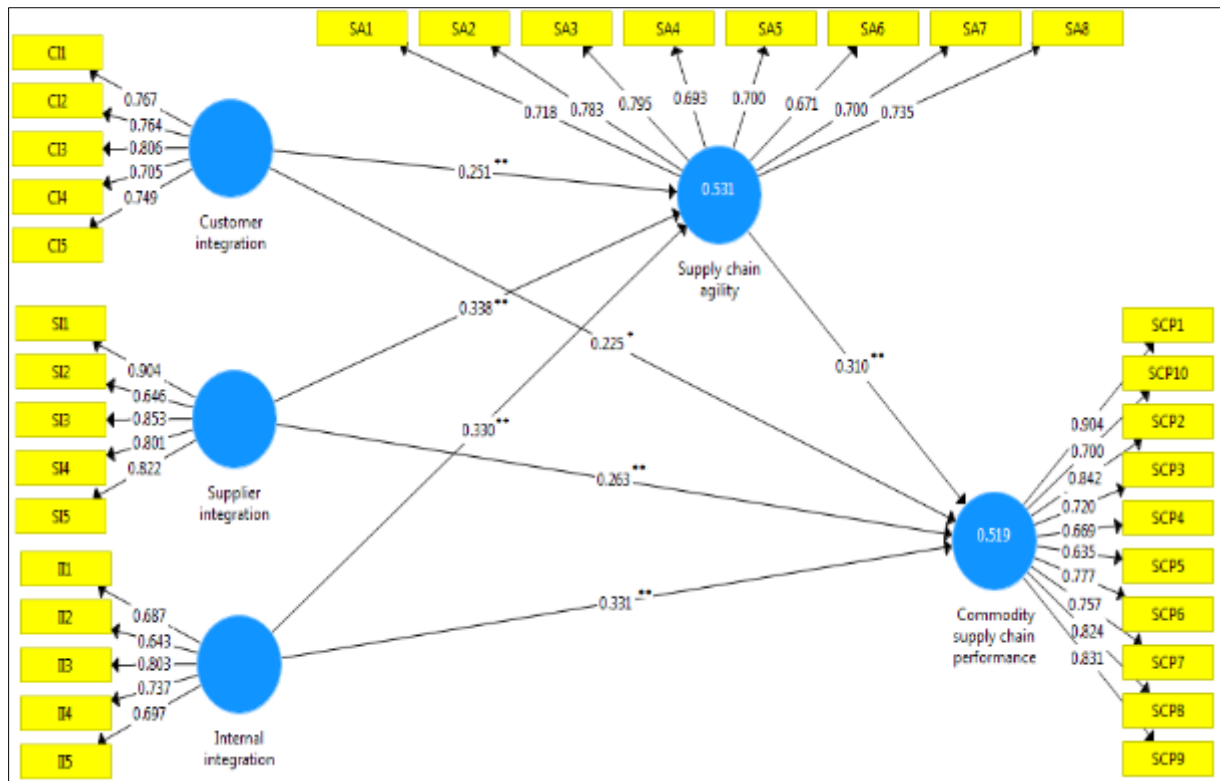 SA1
SA2
SA3
SA4
SA5
SA6
SA7
SA8
0.718
0.783
0.795
0.693
0.700
0.671
0.700
0.735
CI1
CI2
CI3
CI4
CI5
0.767
0.764
0.806
0.705
0.749
Customer
integration
0.251**
0.531
Supply chain
agility
0.338**
0.225*
0.310**
0.330**
SI1
SI2
SI3
SI4
SI5
0.904
0.646
0.853
0.801
0.822
Supplier
integration
0.263**
II1
II2
II3
II4
II5
0.687
0.643
0.803
0.737
0.697
Internal
integration
0.331**
0.519
Commodity
supply chain
performance
0.904
0.700
0.842
0.720
0.669
0.635
0.777
0.757
0.824
0.831
SCP1
SCP10
SCP2
SCP3
SCP4
SCP5
SCP6
SCP7
SCP8
SCP9